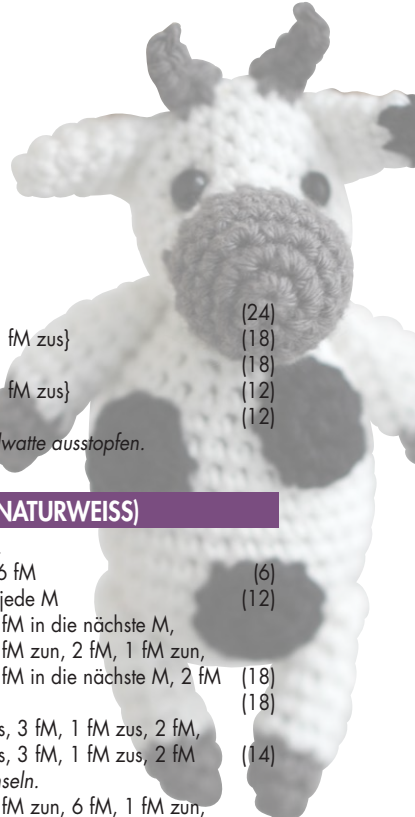 (24)
fM zus} (18)
(18)
fM zus} (12)
(12)
watte ausstopfen.
NATURWEISS)
6 fM (6)
jede M (12)
fM in die nächste M,
fM zun, 2 fM, 1 fM zun,
fM in die nächste M, 2 fM (18)
(18)
s, 3 fM, 1 fM zus, 2 fM,
s, 3 fM, 1 fM zus, 2 fM (14)
seln.
fM zun, 6 fM, 1 fM zun,